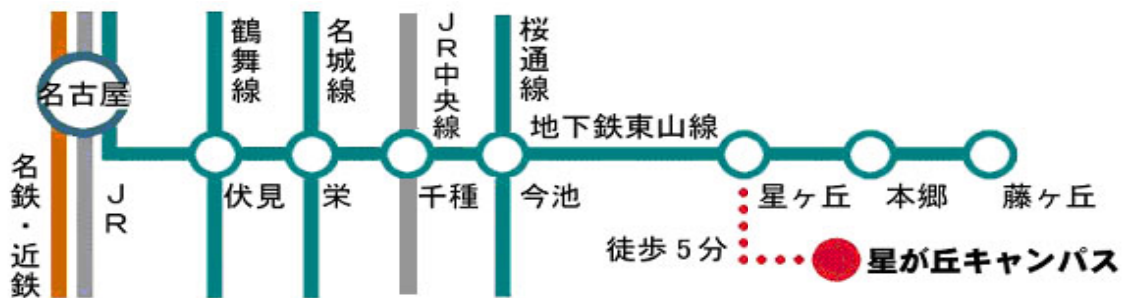 鶴舞線
名城線
JR中央線
桜通線
名古屋
地下鉄東山線
名鉄・近鉄
JR
伏見
栄
千種
今池
星ヶ丘
本郷
藤ヶ丘
徒歩5分
星が丘キャンパス